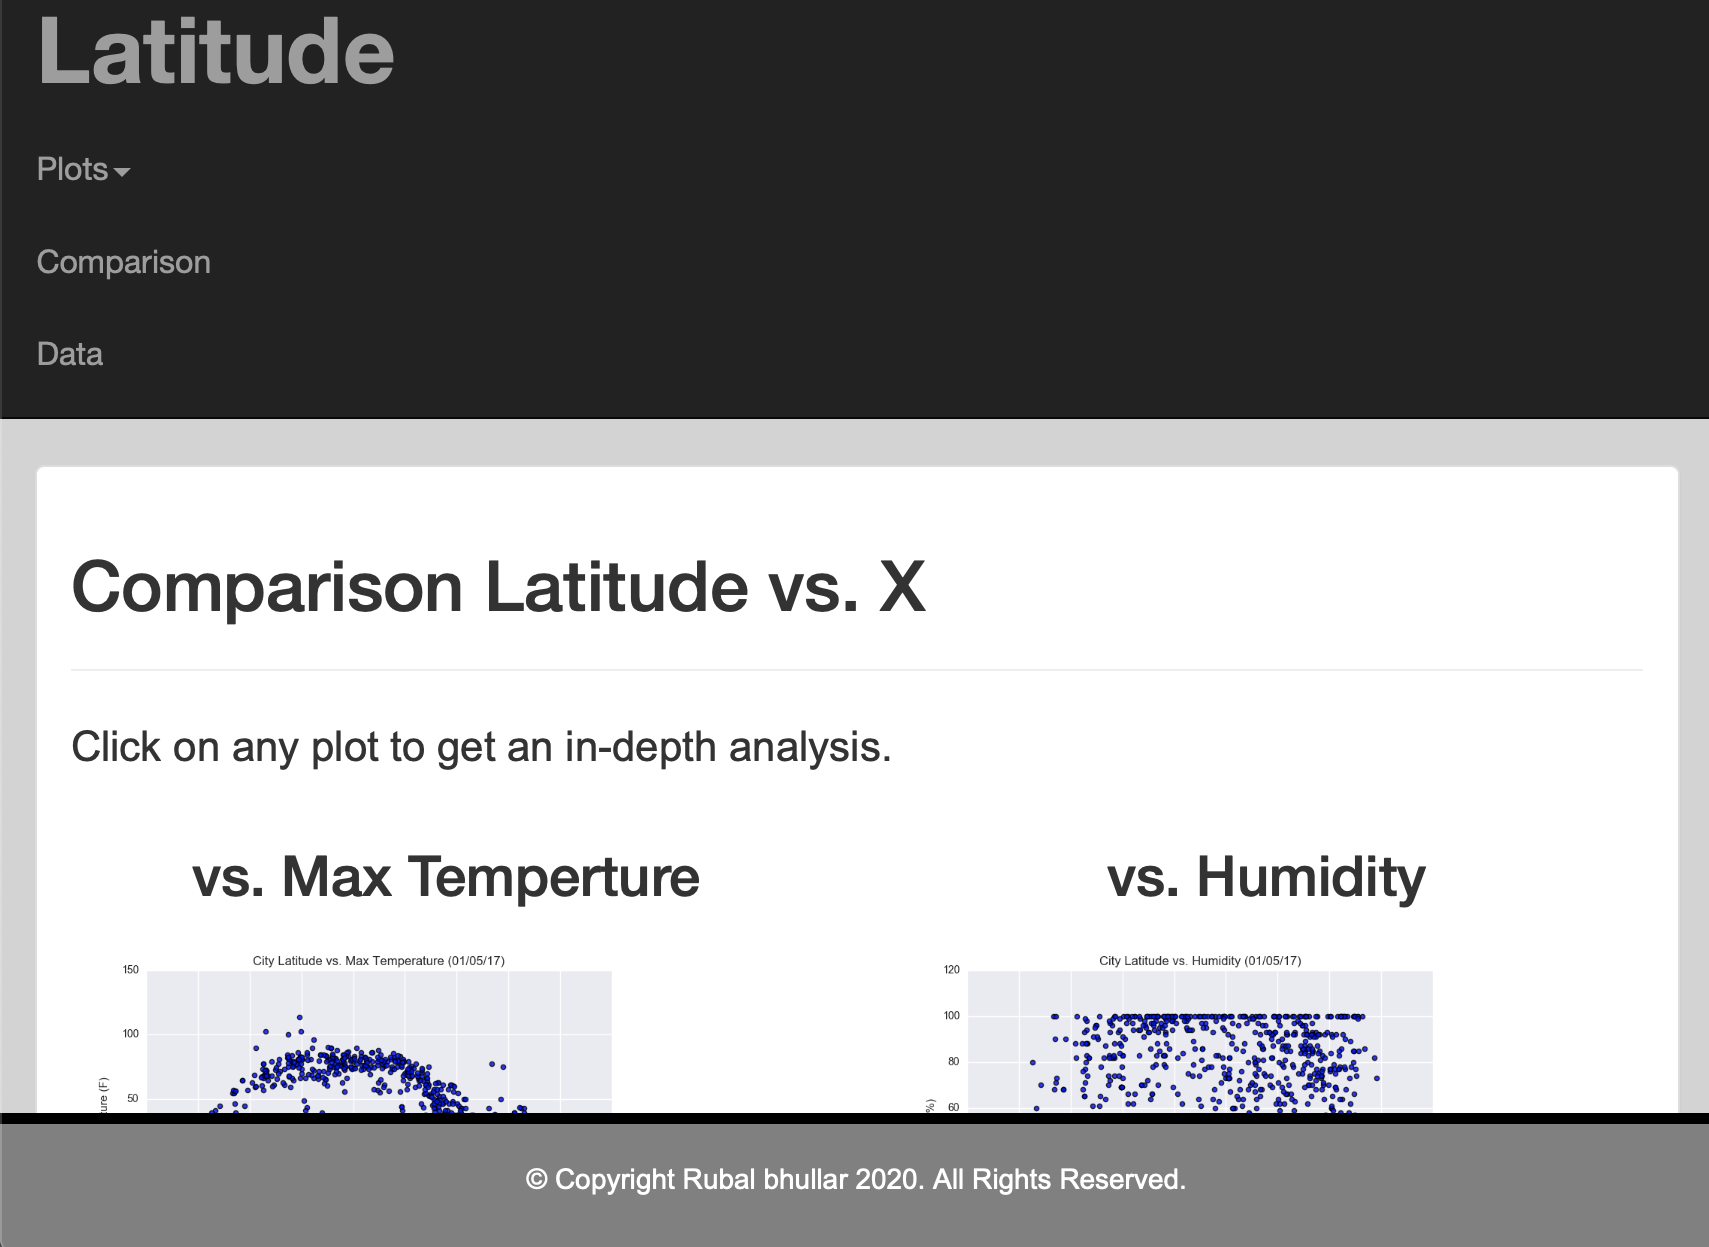 Latitude
Plots
Comparison
Data
Comparison Latitude vs. X
Click on any plot to get an in-depth analysis.
vs. Max Temperture
City Latitude vs. Max Temperature (01/05/17)
150
100
50
ture (F)
vs. Humidity
City Latitude vs. Humidity (01/05/17)
120
100
80
60
%)
© Copyright Rubal bhullar 2020. All Rights Reserved.